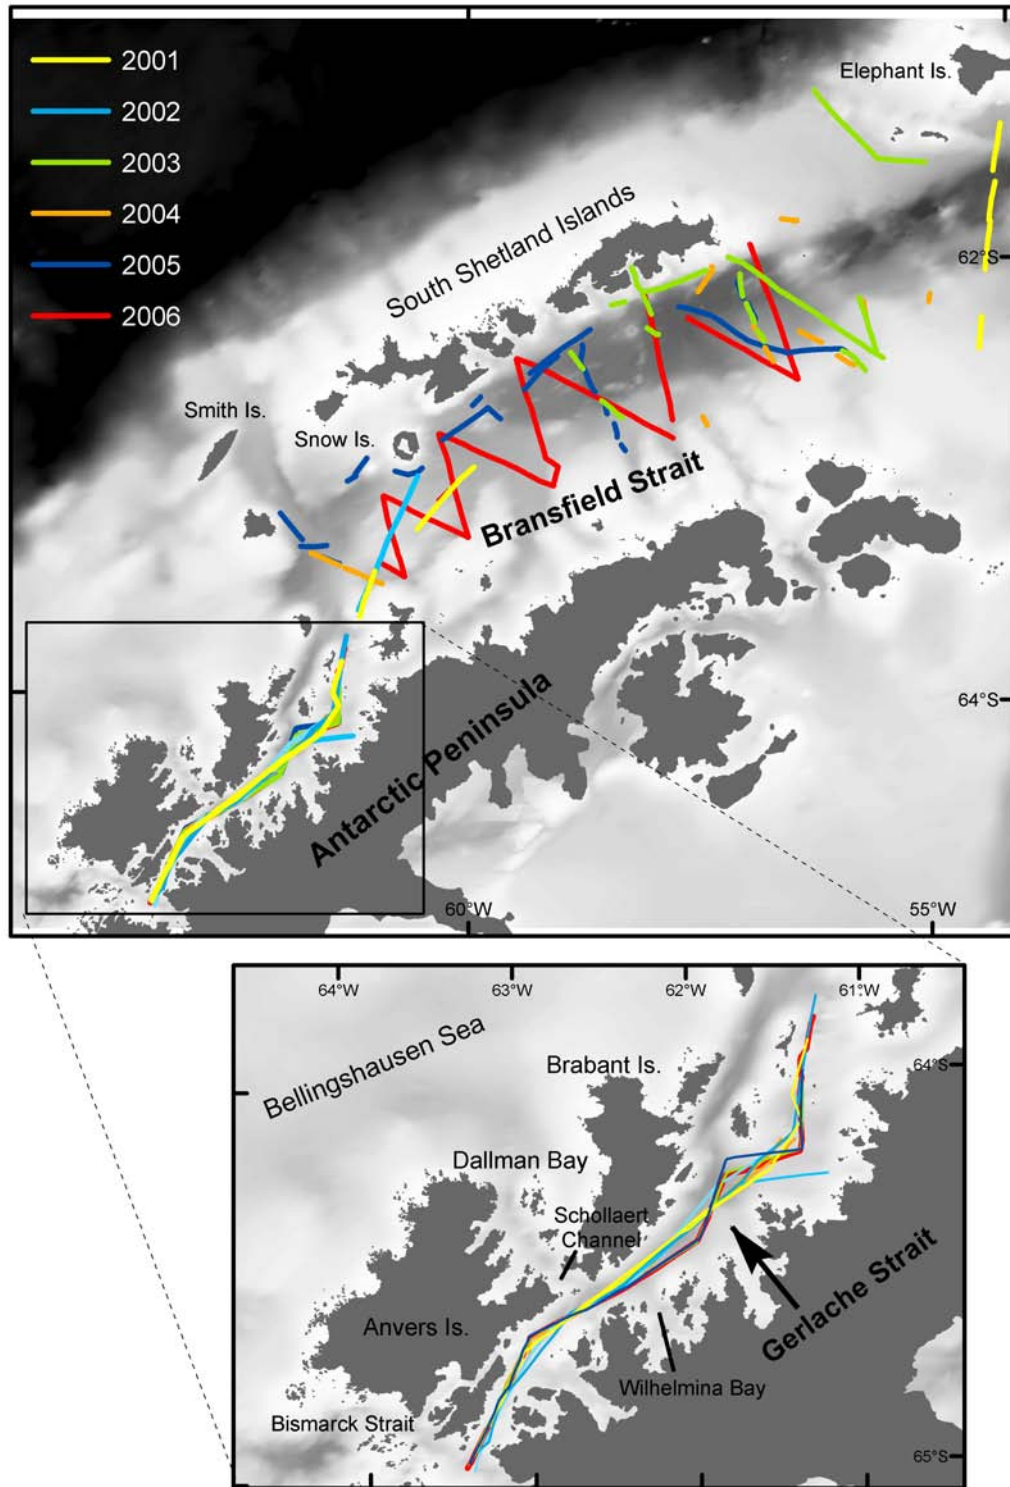 2001
2002
2003
2004
2005
2006
Elephant Is.
South Shetland Islands
62°S
Smith Is.
Snow Is.
Bransfield Strait
64°S
Antarctic Peninsula
60°W
55°W
64°W
63°W
62°W
61°W
Bellingshausen Sea
Brabant Is.
64°S
Dallman Bay
Schollaert
Channel
Gerlache Strait
Anvers Is.
Wilhelmina Bay
Bismarck Strait
65°S